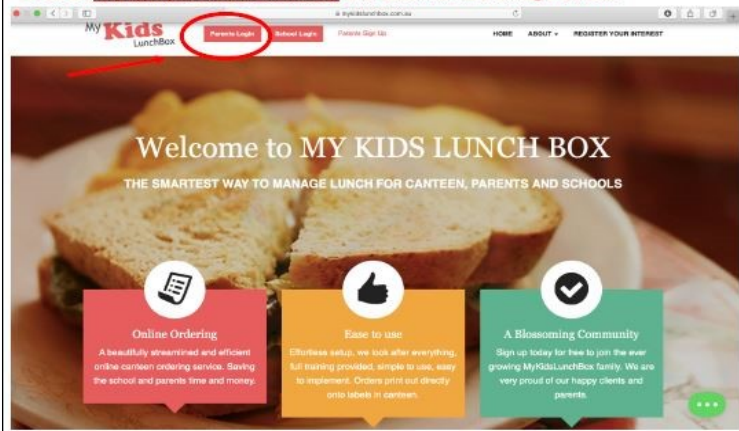 mykidslunchbox.com.au
My Kids
LunchBox
Parents Login
School Login
Parents Sign Up
HOME
ABOUT
REGISTER YOUR INTEREST
Welcome to MY KIDS LUNCH BOX
THE SMARTEST WAY TO MANAGE LUNCH FOR CANTEEN, PARENTS AND SCHOOLS
Online Ordering
A beautifully streamlined and efficient
online canteen ordering service. Saving
the school and parents time and money.
Ease to use
Effortless setup, we look after everything,
full training provided, simple to use, easy
to implement. Orders print out directly
onto labels in canteen.
A Blossoming Community
Sign up today for free to join the ever
growing MyKidsLunchBox family. We are
very proud of our happy clients and
parents.